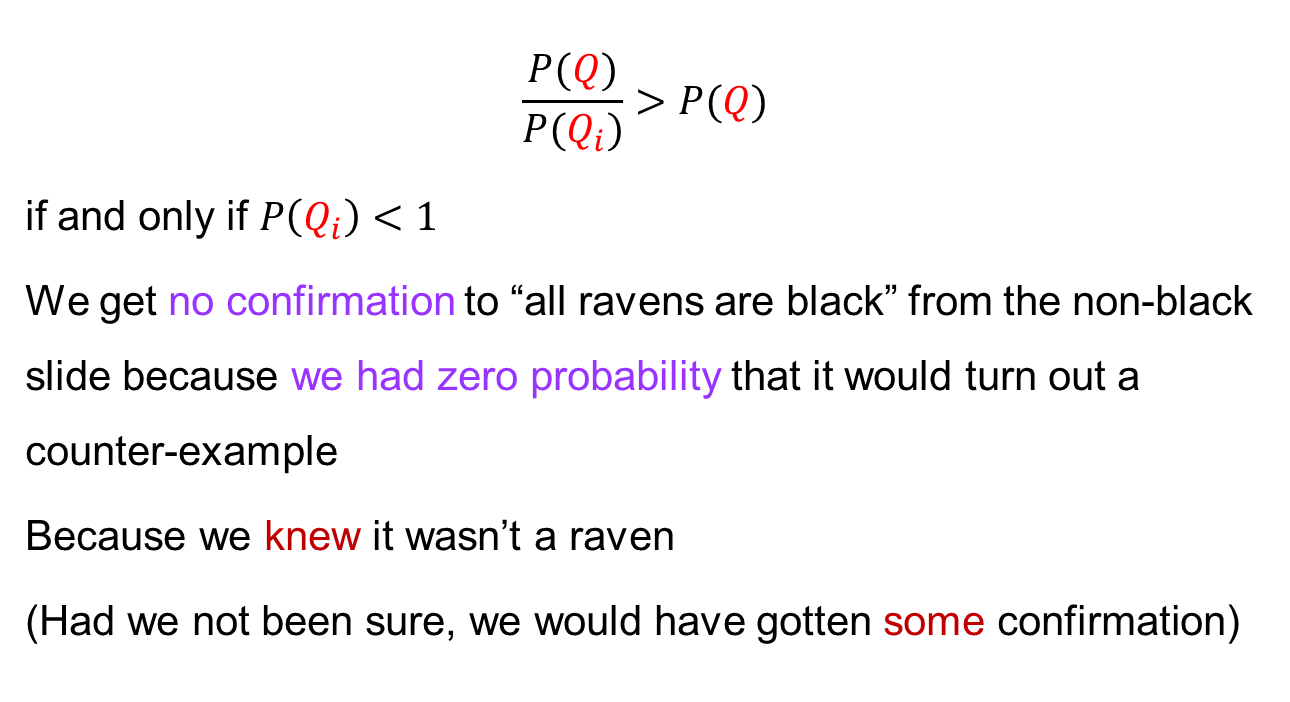 P(Q)
P(Qᵢ) > P(Q)
if and only if P(Qᵢ) < 1
We get no confirmation to “all ravens are black” from the non-black
slide because we had zero probability that it would turn out a
counter-example
Because we knew it wasn’t a raven
(Had we not been sure, we would have gotten some confirmation)